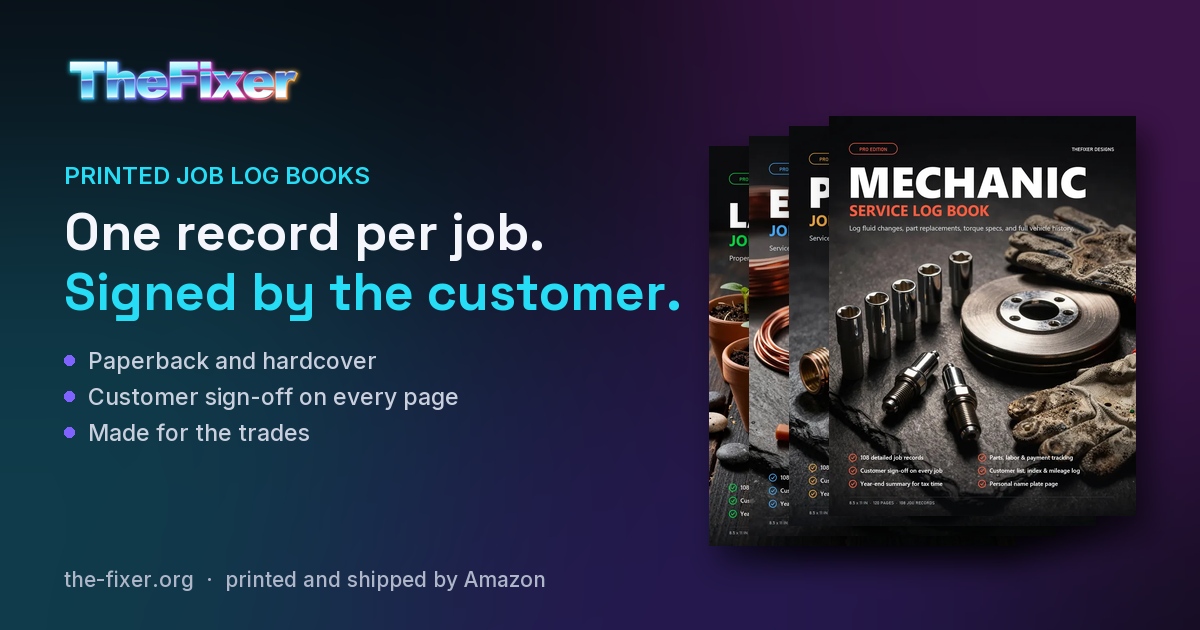 TheFixer
PRINTED JOB LOG BOOKS
One record per job.
Signed by the customer.
Paperback and hardcover
Customer sign-off on every page
Made for the trades
the-fixer.org · printed and shipped by Amazon
PRO EDITION
THEFIXER DESIGNS
MECHANIC
SERVICE LOG BOOK
Log fluid changes, part replacements, torque specs, and full vehicle history.
108 detailed job records
Customer sign-off on every job
Year-end summary for tax time
Parts, labor & payment tracking
Customer list, index & mileage log
Personal name plate page